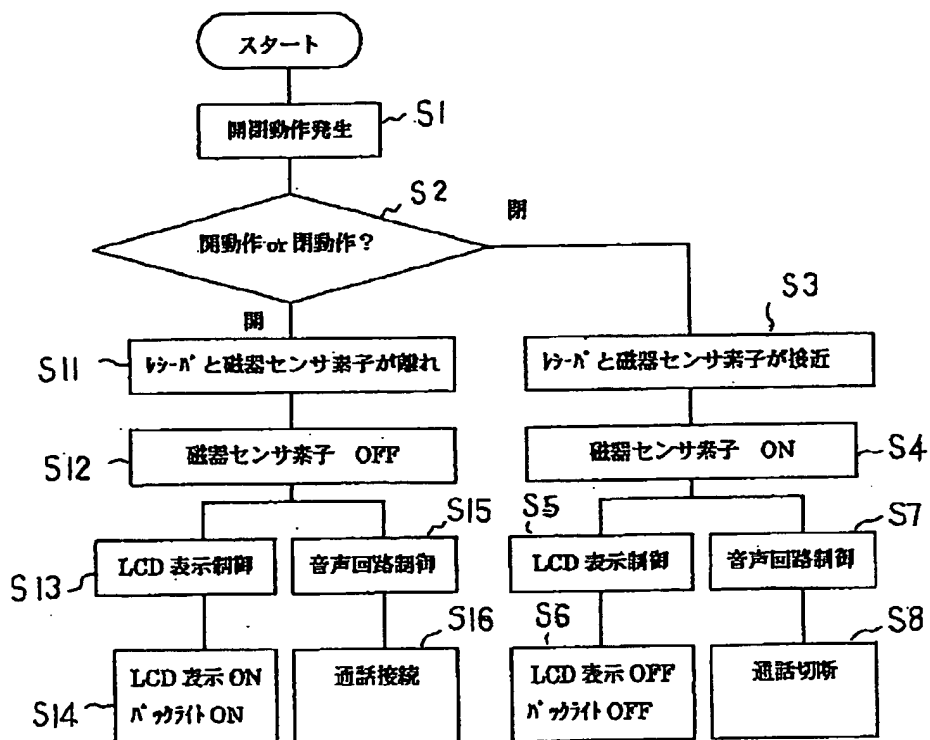 スタート
開閉動作発生
S1
S2
開動作 or 閉動作?
閉
開
S3
S11
ﾚｼｰﾊﾞと磁器センサ素子が離れ
ﾚｼｰﾊﾞと磁器センサ素子が接近
S12
磁器センサ素子 OFF
磁器センサ素子 ON
S4
S13
LCD 表示制御
S15
音声回路制御
S5
LCD 表示制御
S7
音声回路制御
S14
LCD 表示 ON
ﾊﾞｯｸﾗｲﾄ ON
S16
通話接続
S6
LCD 表示 OFF
ﾊﾞｯｸﾗｲﾄ OFF
S8
通話切断